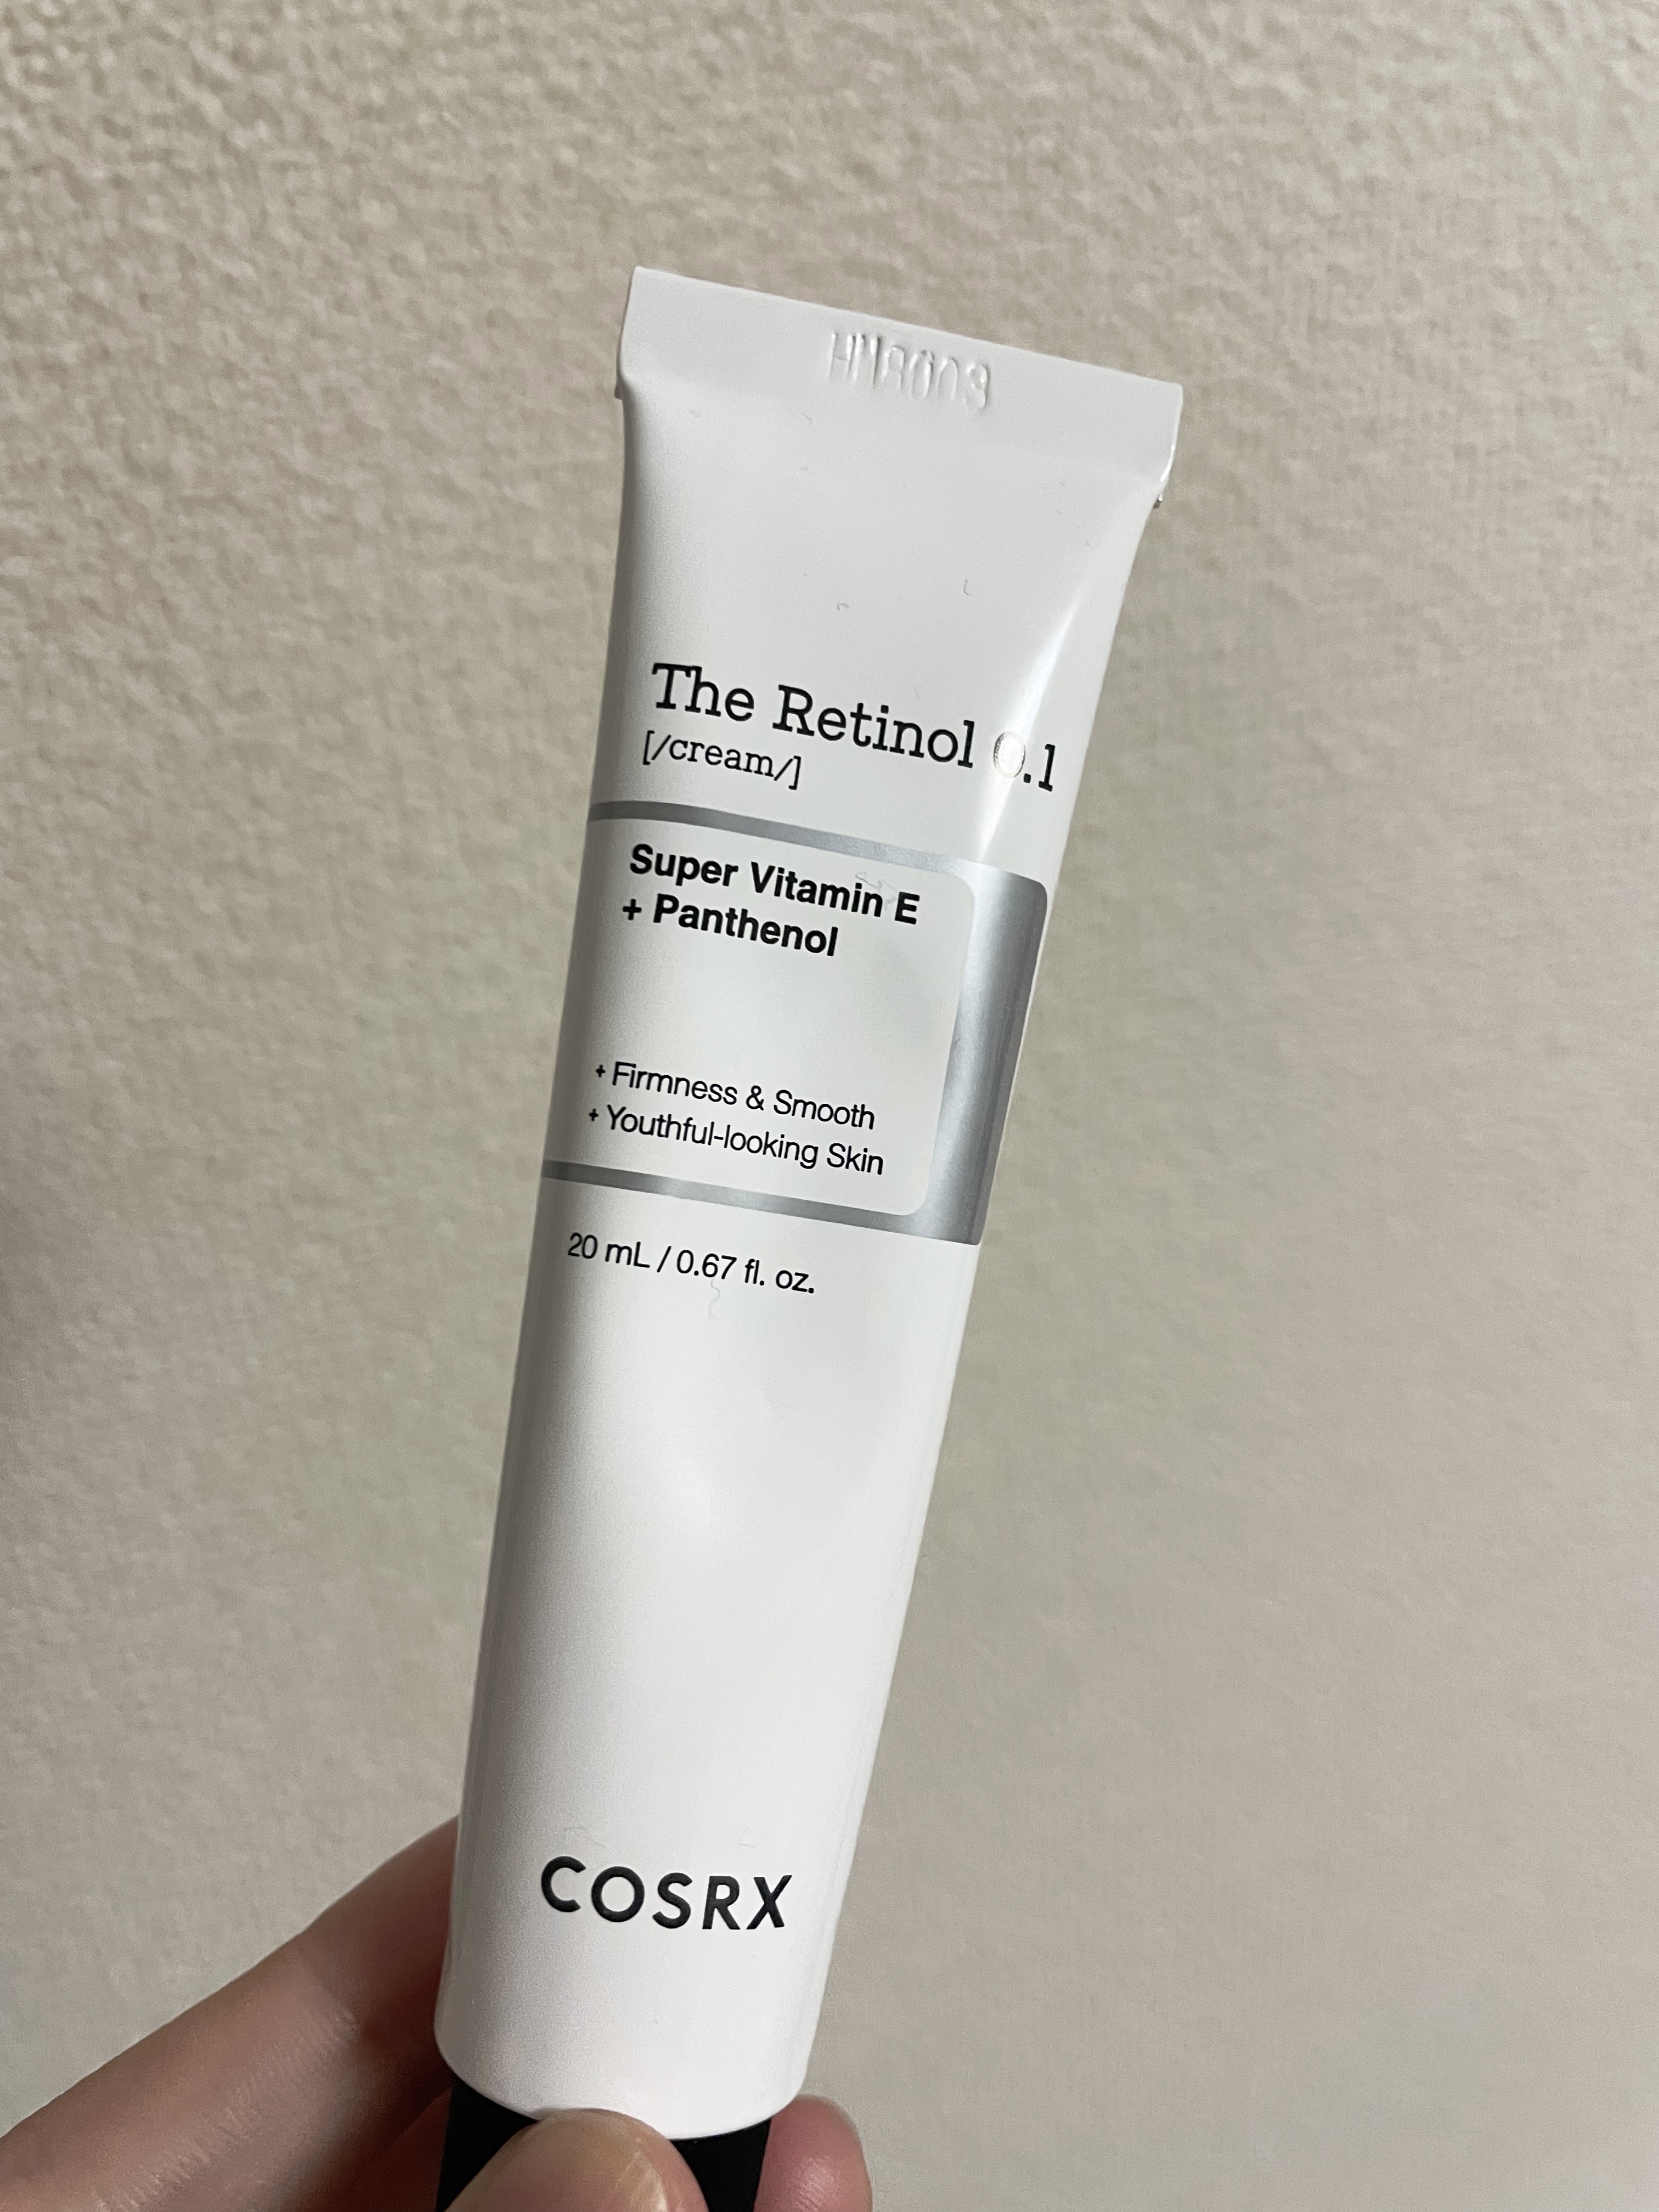 The Retinol 0.1
[/cream/]
Super Vitamin E
+ Panthenol
+ Firmness & Smooth
+ Youthful-looking Skin
20 mL / 0.67 fl. oz.
COSRX